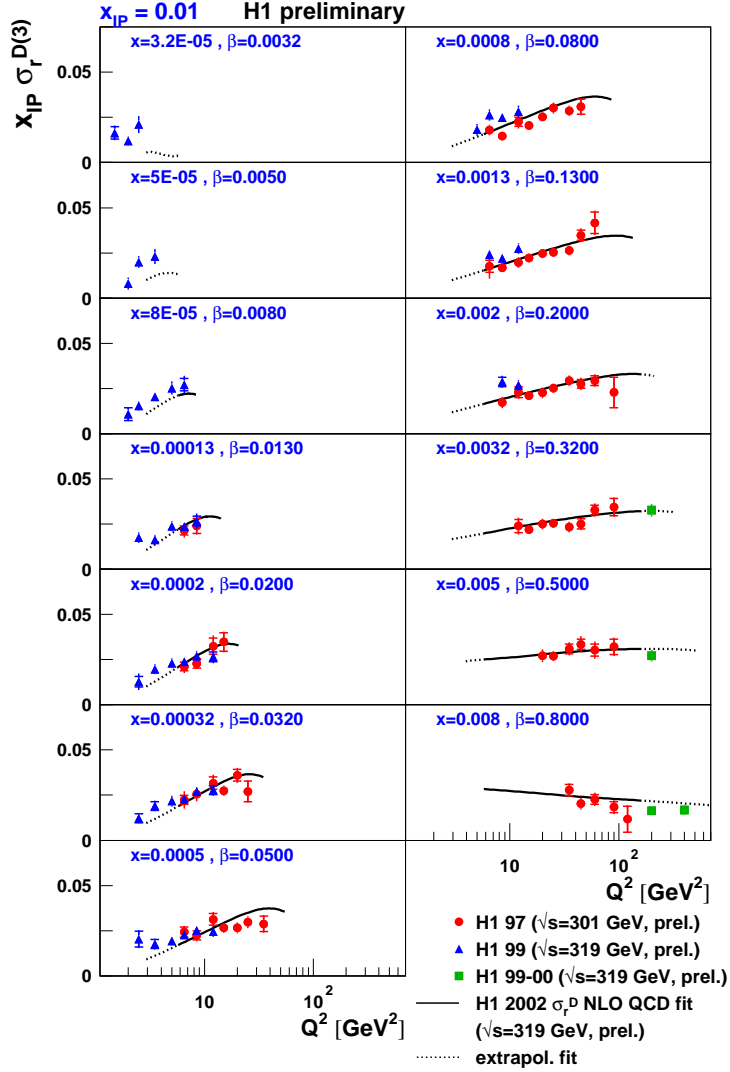 x_IP = 0.01 H1 preliminary
x_IP σ_r^D(3)
x=3.2E-05 , β=0.0032
0.05
0
x=5E-05 , β=0.0050
0.05
0
x=8E-05 , β=0.0080
0.05
0
x=0.00013 , β=0.0130
0.05
0
x=0.0002 , β=0.0200
0.05
0
x=0.00032 , β=0.0320
0.05
0
x=0.0005 , β=0.0500
0.05
0
10 10^2
Q^2 [GeV^2]
x=0.0008 , β=0.0800
x=0.0013 , β=0.1300
x=0.002 , β=0.2000
x=0.0032 , β=0.3200
x=0.005 , β=0.5000
x=0.008 , β=0.8000
10 10^2
Q^2 [GeV^2]
H1 97 (√s=301 GeV, prel.)
H1 99 (√s=319 GeV, prel.)
H1 99-00 (√s=319 GeV, prel.)
H1 2002 σ_r^D NLO QCD fit
(√s=319 GeV, prel.)
extrapol. fit